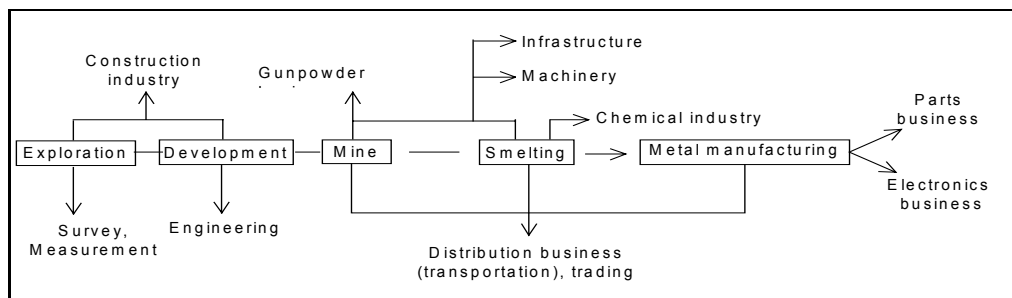 Infrastructure
Construction
industry
Gunpowder
Machinery
Chemical industry
Parts
business
Exploration
Development
Mine
Smelting
Metal manufacturing
Survey,
Measurement
Engineering
Electronics
business
Distribution business
(transportation), trading